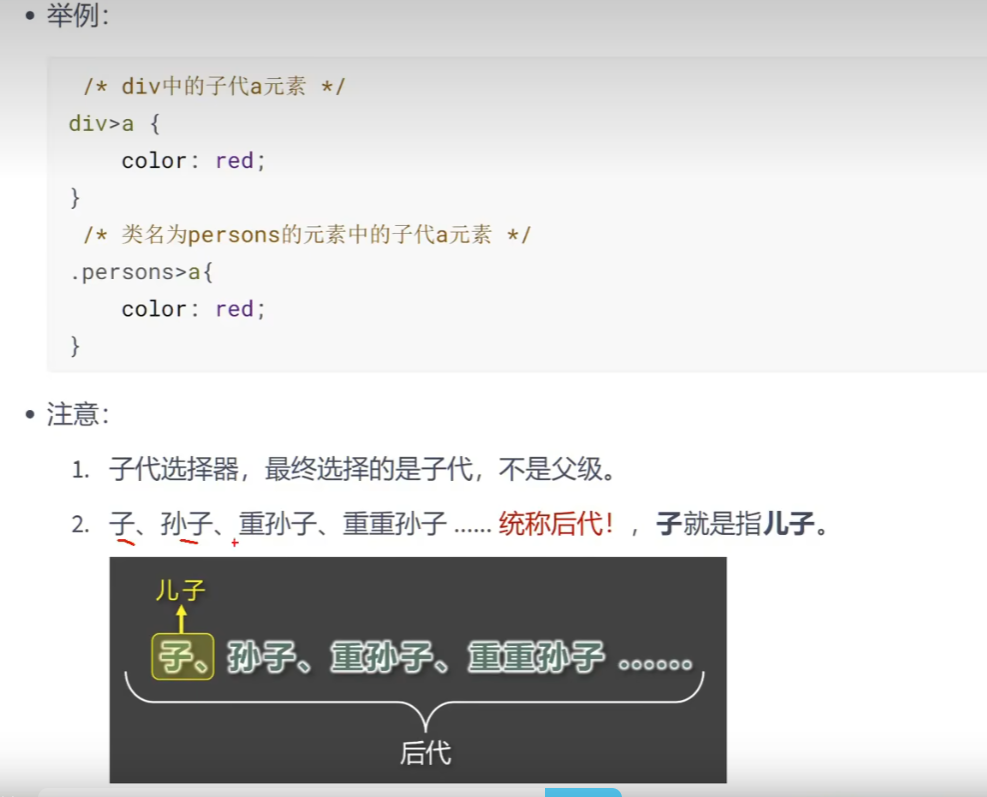 • 举例：
/* div中的子代a元素 */
div>a {
    color: red;
}
/* 类名为persons的元素中的子代a元素 */
.persons>a{
    color: red;
}
• 注意：
1. 子代选择器，最终选择的是子代，不是父级。
2. 子、孙子、重孙子、重重孙子 ...... 统称后代！，子就是指儿子。
儿子
子、孙子、重孙子、重重孙子 ......
后代